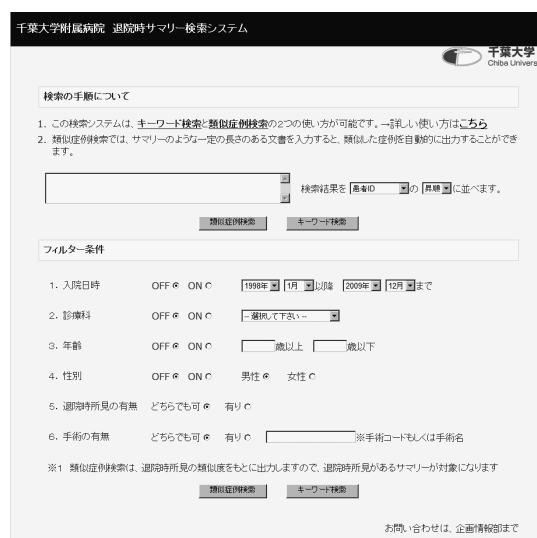 千葉大学附属病院 退院時サマリー検索システム
千葉大学
Chiba Univers
検索の手順について
1. この検索システムは、キーワード検索と類似症例検索の2つの使い方が可能です。→詳しい使い方はこちら
2. 類似症例検索では、サマリーのような一定の長さのある文書を入力すると、類似した症例を自動的に出力することができ
ます。
検索結果を 患者ID の 昇順 に並べます。
類似症例検索 キーワード検索
フィルター条件
1. 入院日時 OFF ON 1998年 1月 以降 2009年 12月 まで
2. 診療科 OFF ON -- 選択して下さい --
3. 年齢 OFF ON 歳以上 歳以下
4. 性別 OFF ON 男性 女性
5. 退院時所見の有無 どちらでも可 有り
6. 手術の有無 どちらでも可 有り ※手術コードもしくは手術名
※1 類似症例検索は、退院時所見の類似度をもとに出力しますので、退院時所見があるサマリーが対象になります
類似症例検索 キーワード検索
お問い合わせは、企画情報部まで